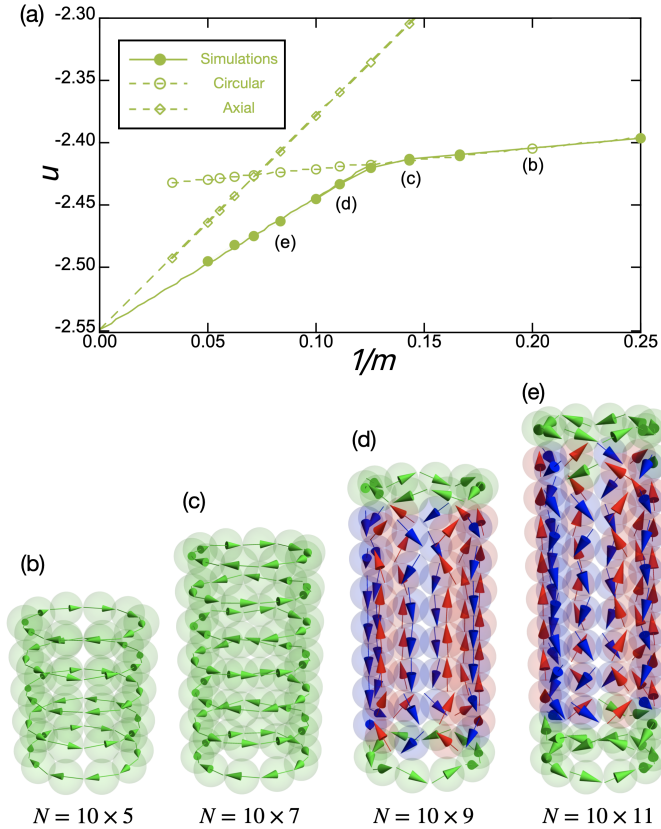 (a)
-2.30
-2.35
-2.40
-2.45
-2.50
-2.55
u
Simulations
Circular
Axial
(b)
(c)
(d)
(e)
0.00 0.05 0.10 0.15 0.20 0.25
1/m
(e)
(d)
(c)
(b)
N = 10 × 5 N = 10 × 7 N = 10 × 9 N = 10 × 11